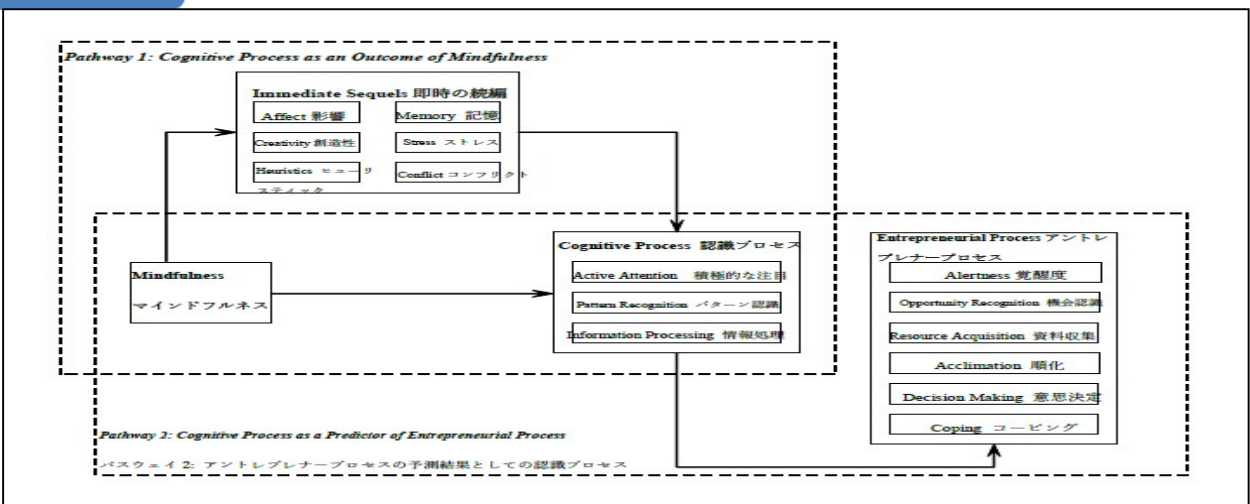 Pathway 1: Cognitive Process as an Outcome of Mindfulness
Immediate Sequels 即時の続編
Affect 影響
Memory 記憶
Creativity 創造性
Stress ストレス
Heuristics ヒューリ
スティック
Conflict コンフリクト
Mindfulness
マインドフルネス
Cognitive Process 認識プロセス
Active Attention 積極的な注目
Pattern Recognition パターン認識
Information Processing 情報処理
Entrepreneurial Process アントレ
プレナープロセス
Alertness 覚醒度
Opportunity Recognition 機会認識
Resource Acquisition 資料収集
Acclimation 順化
Decision Making 意思決定
Coping コーピング
Pathway 2: Cognitive Process as a Predictor of Entrepreneurial Process
パスウェイ 2: アントレプレナープロセスの予測結果としての認識プロセス